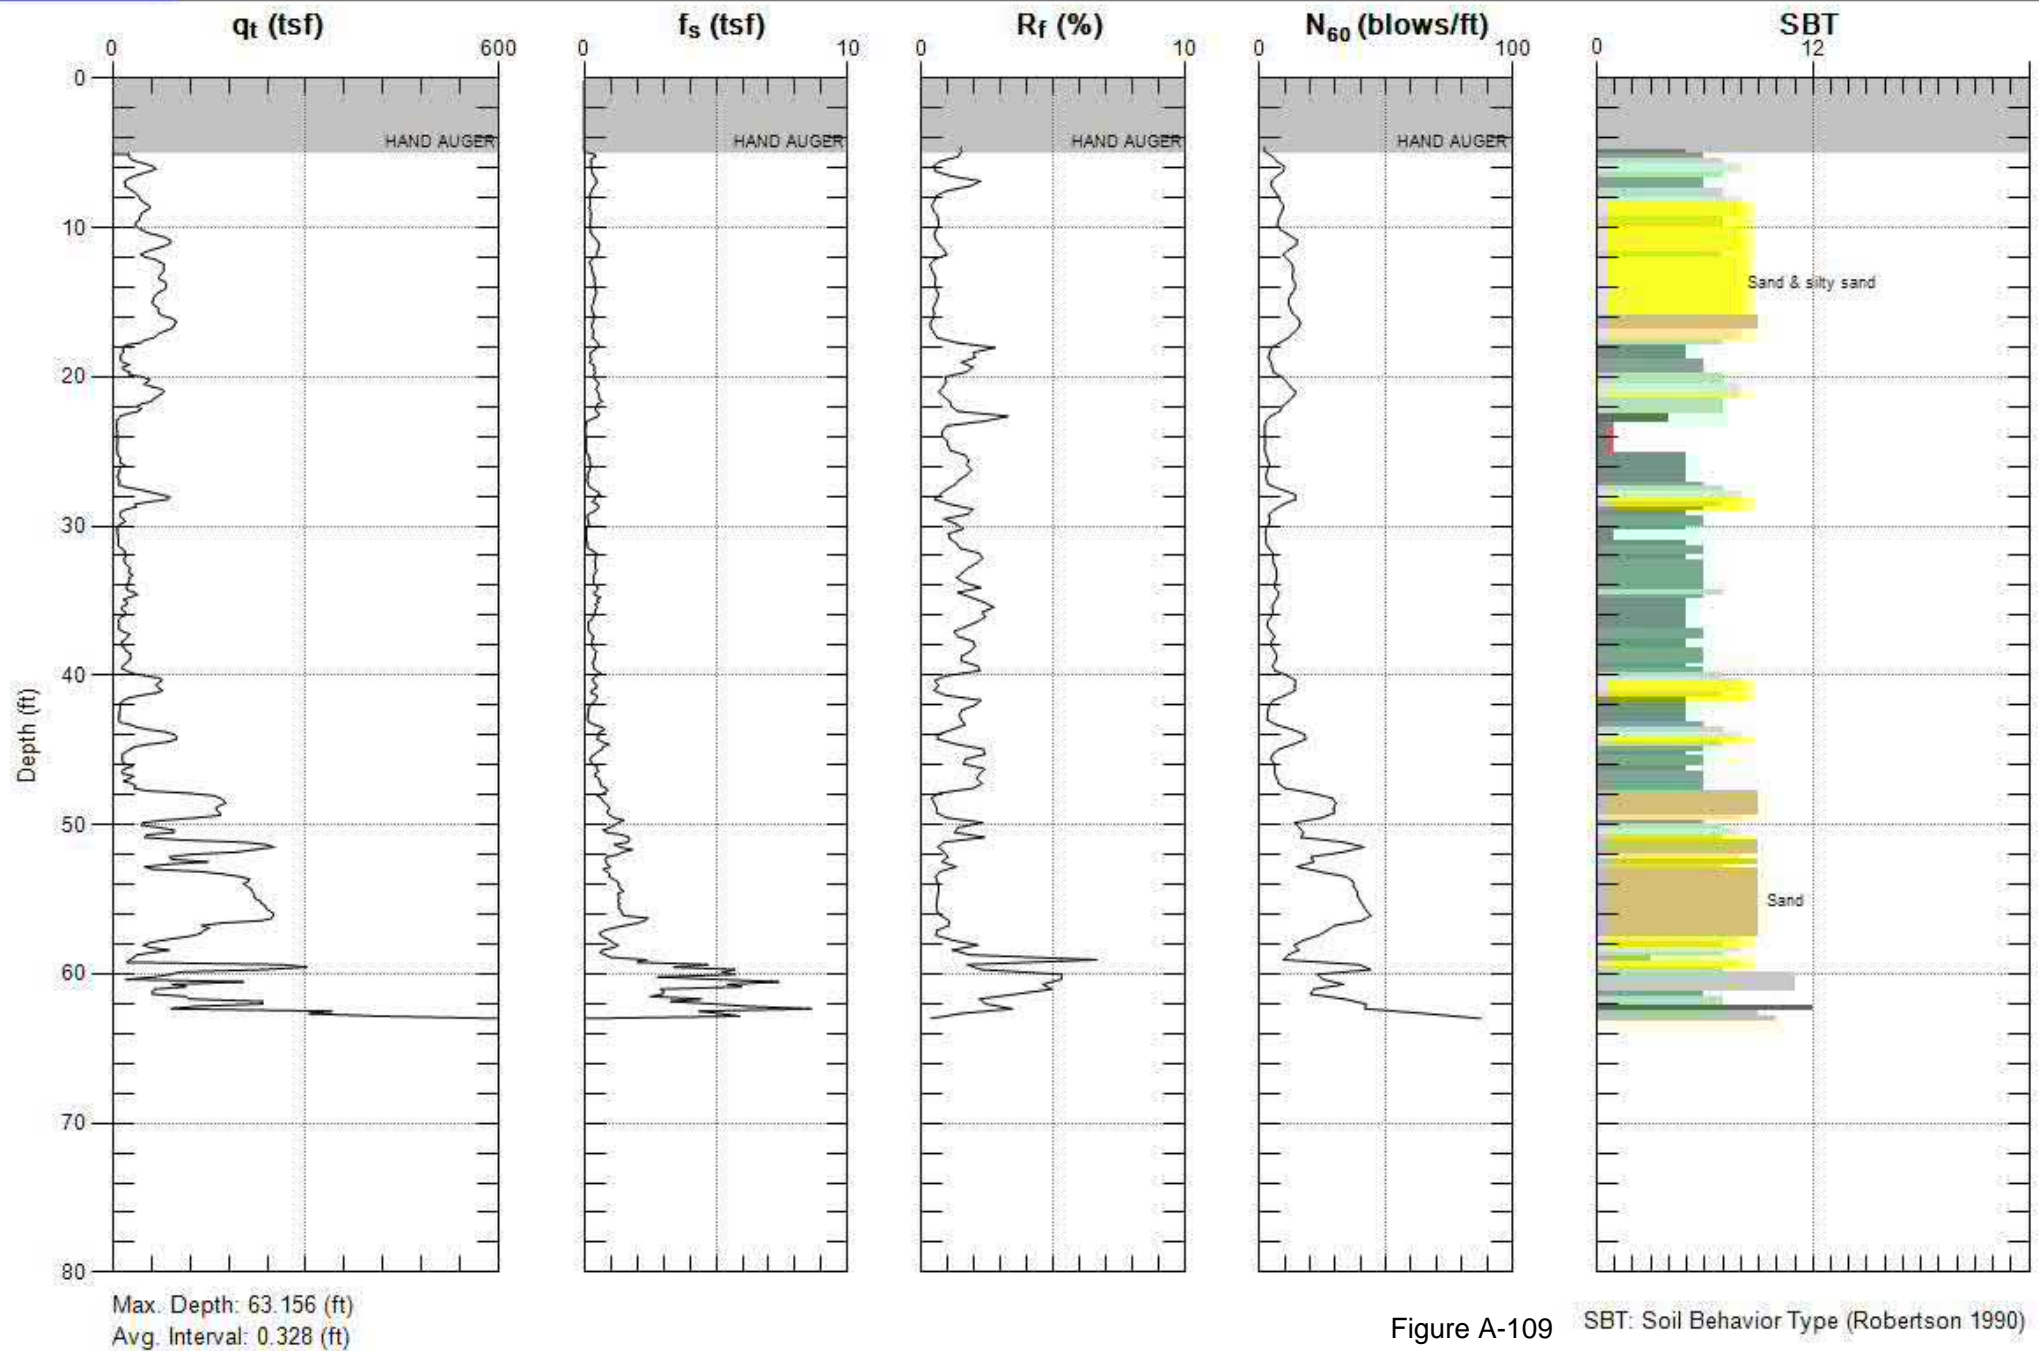 qt (tsf) fs (tsf) Rf (%) N60 (blows/ft) SBT
0 600 0 10 0 10 0 100 0 12
0
HAND AUGER HAND AUGER HAND AUGER HAND AUGER
10
Sand & silty sand
20
30
40
Depth (ft)
50
Sand
60
70
80
Max. Depth: 63.156 (ft)
Avg. Interval: 0.328 (ft)
Figure A-109
SBT: Soil Behavior Type (Robertson 1990)